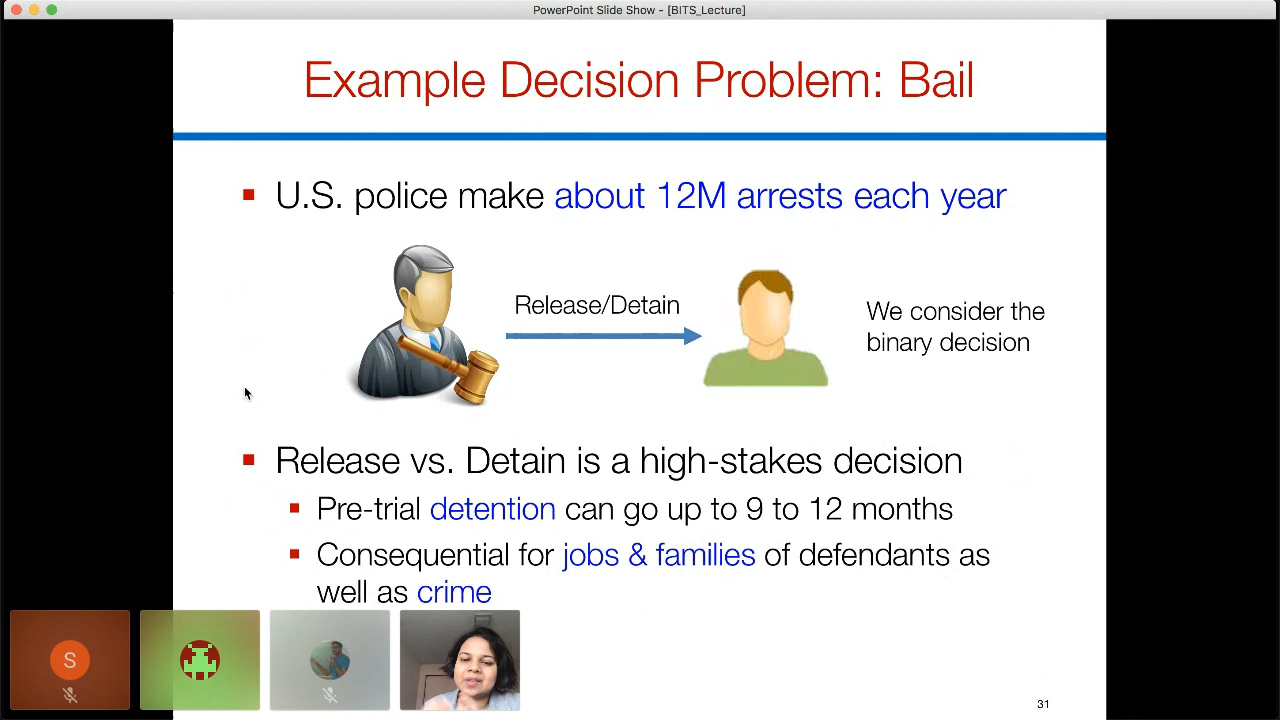 PowerPoint Slide Show - [BITS_Lecture]
Example Decision Problem: Bail
U.S. police make about 12M arrests each year
Release/Detain
We consider the
binary decision
Release vs. Detain is a high-stakes decision
Pre-trial detention can go up to 9 to 12 months
Consequential for jobs & families of defendants as
well as crime
S
31